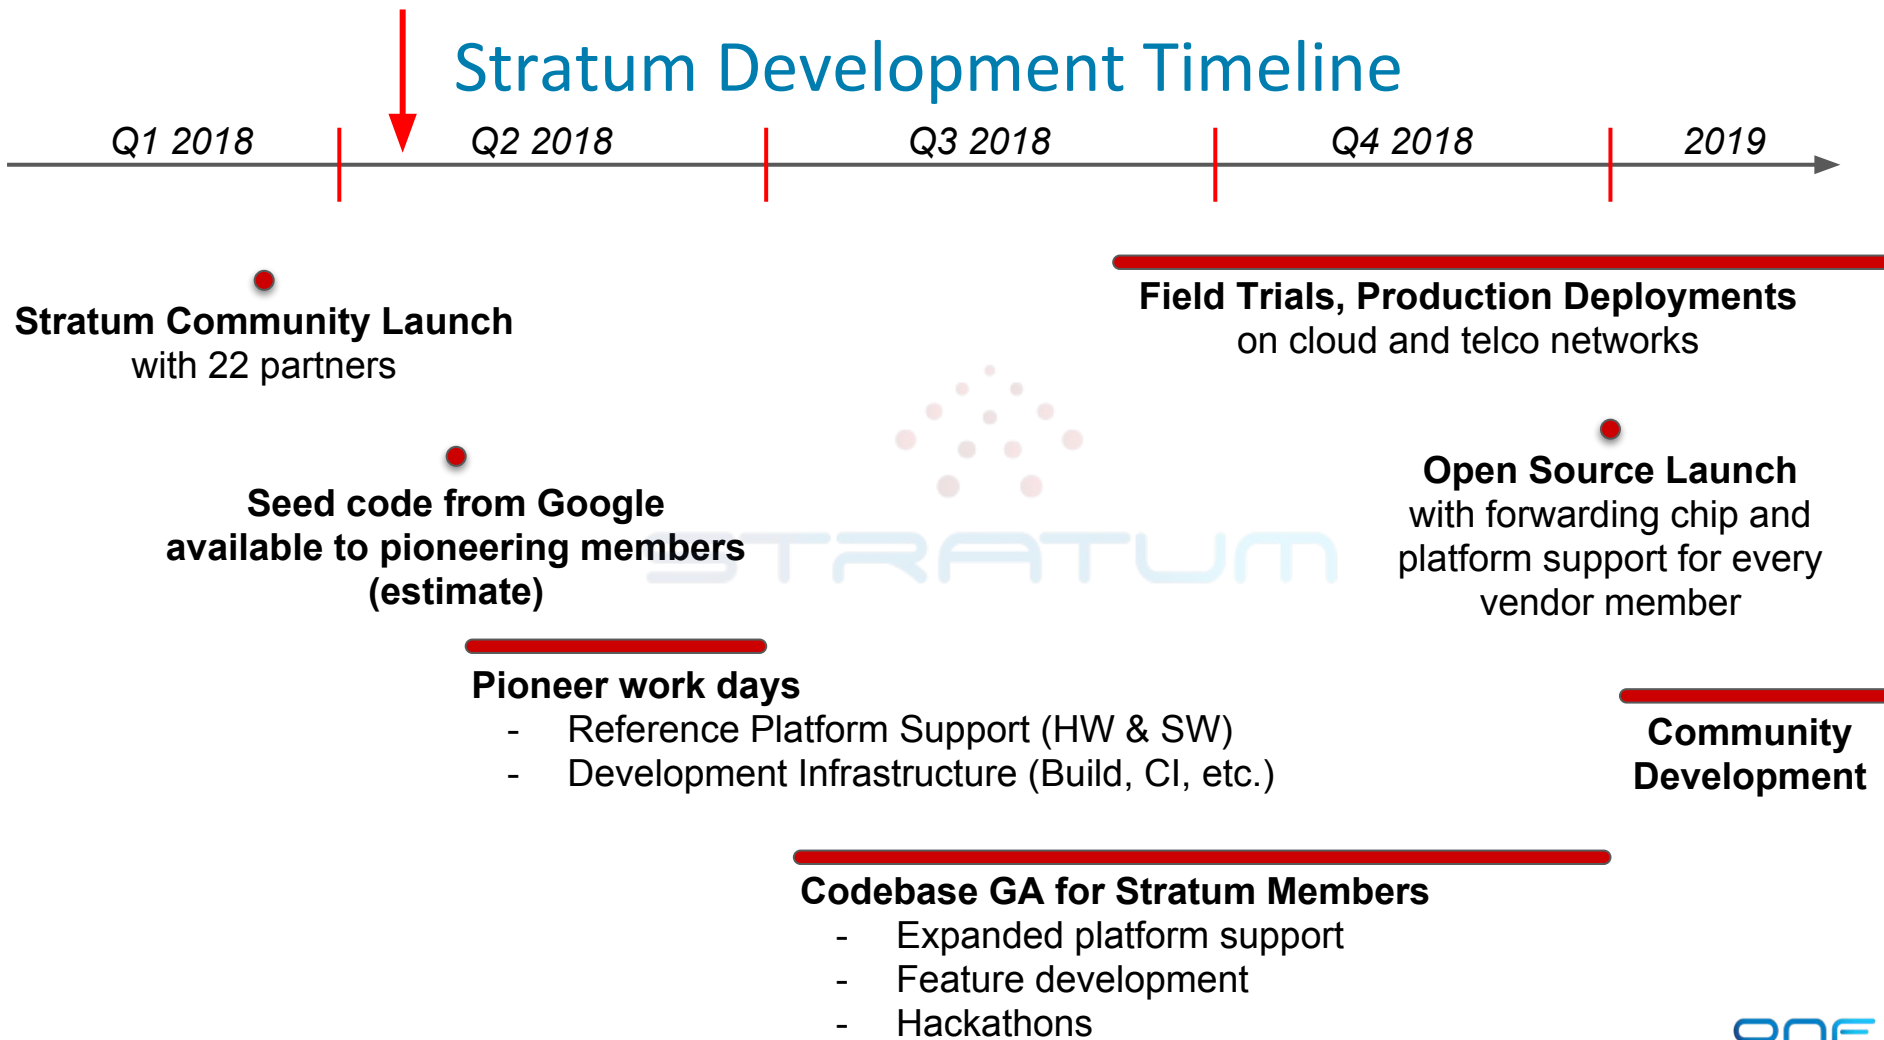 Stratum Development Timeline
Q1 2018
Q2 2018
Q3 2018
Q4 2018
2019
Stratum Community Launch
with 22 partners
Field Trials, Production Deployments
on cloud and telco networks
Seed code from Google
available to pioneering members
(estimate)
STRATUM
Open Source Launch
with forwarding chip and
platform support for every
vendor member
Pioneer work days
- Reference Platform Support (HW & SW)
- Development Infrastructure (Build, CI, etc.)
Community
Development
Codebase GA for Stratum Members
- Expanded platform support
- Feature development
- Hackathons
ONF